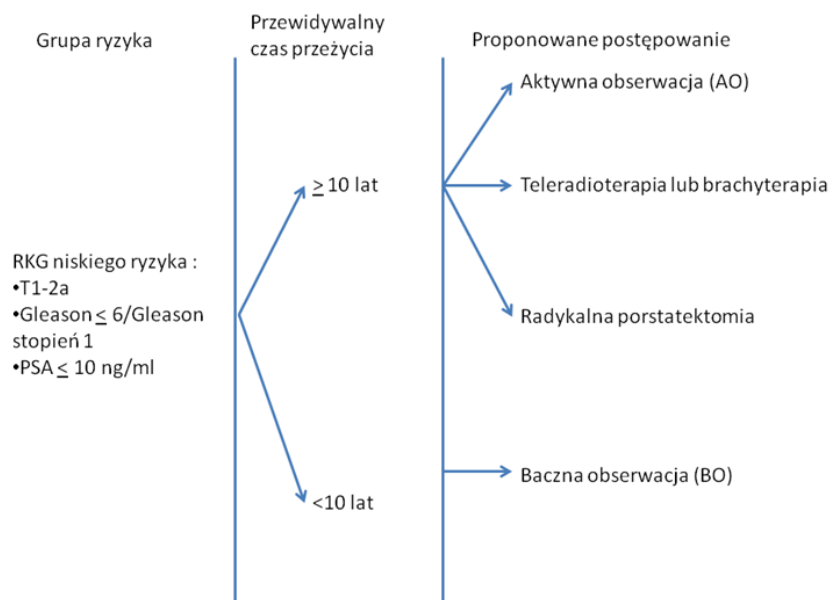 Grupa ryzyka
Przewidywalny
czas przeżycia
Proponowane postępowanie
RKG niskiego ryzyka :
•T1-2a
•Gleason ≤ 6/Gleason
stopień 1
•PSA ≤ 10 ng/ml
≥ 10 lat
<10 lat
Aktywna obserwacja (AO)
Teleradioterapia lub brachyterapia
Radykalna porstatektomia
Baczna obserwacja (BO)